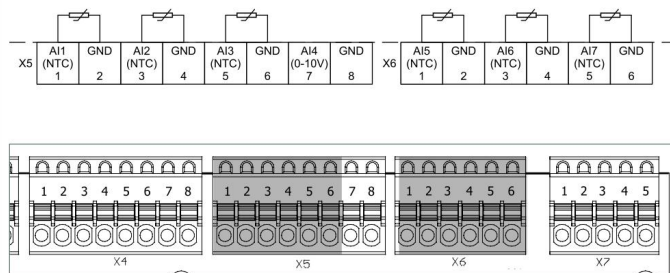 X5 AI1 GND AI2 GND AI3 GND AI4 GND X6 AI5 GND AI6 GND AI7 GND
(NTC) (NTC) (NTC) (0-10V) (NTC) (NTC) (NTC)
1 2 3 4 5 6 7 8 1 2 3 4 5 6
1 2 3 4 5 6 7 8 1 2 3 4 5 6 7 8 1 2 3 4 5 6 1 2 3 4 5
X4 X5 X6 X7